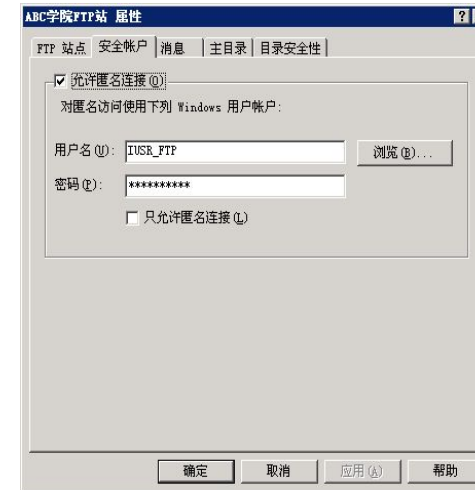 ABC学院FTP站 属性
FTP 站点 安全帐户 消息 主目录 目录安全性
允许匿名连接(O)
对匿名访问使用下列 Windows 用户帐户:
用户名(U): IUSR_FTP 浏览(B)...
密码(P): **********
只允许匿名连接(L)
确定 取消 应用(A) 帮助